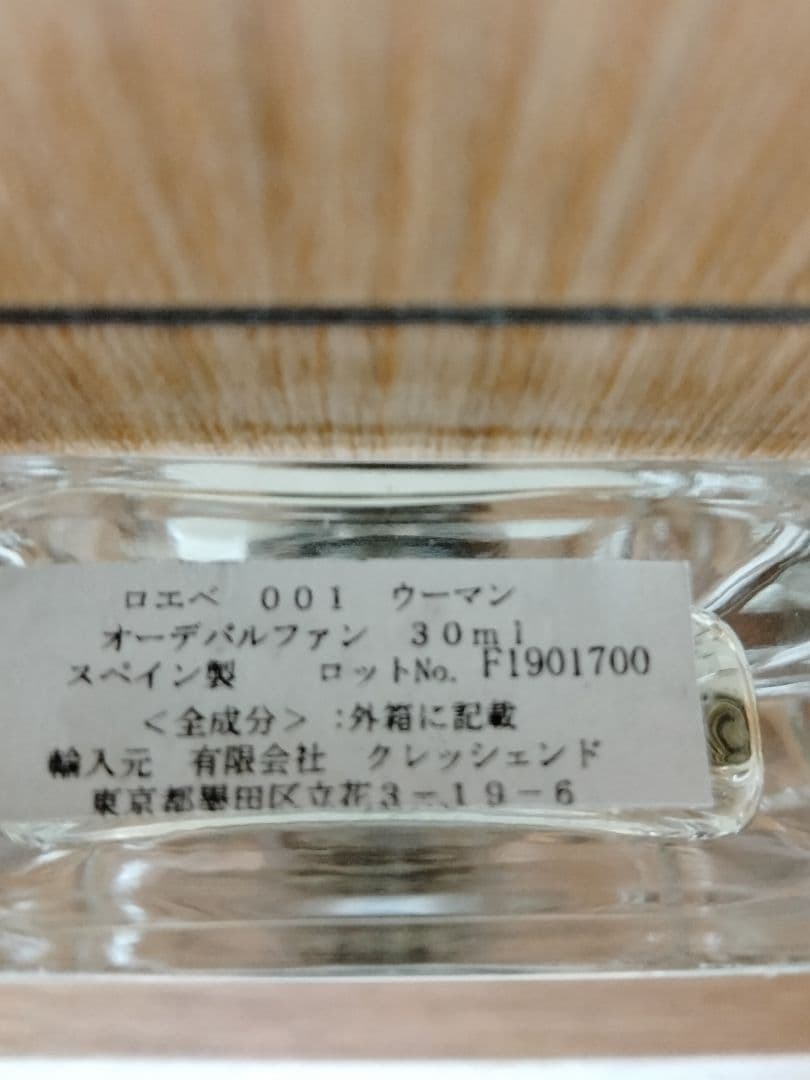 ロエベ 001 ウーマン
オーデパルファン 30ml
スペイン製 ロットNo. F1901700
<全成分>:外箱に記載
輸入元 有限会社 クレッシェンド
東京都墨田区立花3-19-6